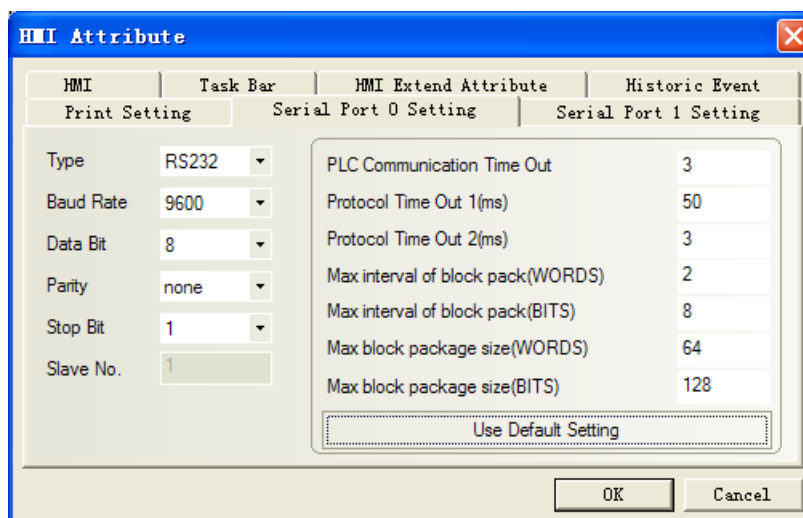 HMI Attribute
HMI Task Bar HMI Extend Attribute Historic Event
Print Setting Serial Port 0 Setting Serial Port 1 Setting
Type RS232
Baud Rate 9600
Data Bit 8
Parity none
Stop Bit 1
Slave No. 1
PLC Communication Time Out 3
Protocol Time Out 1(ms) 50
Protocol Time Out 2(ms) 3
Max interval of block pack(WORDS) 2
Max interval of block pack(BITS) 8
Max block package size(WORDS) 64
Max block package size(BITS) 128
Use Default Setting
OK Cancel